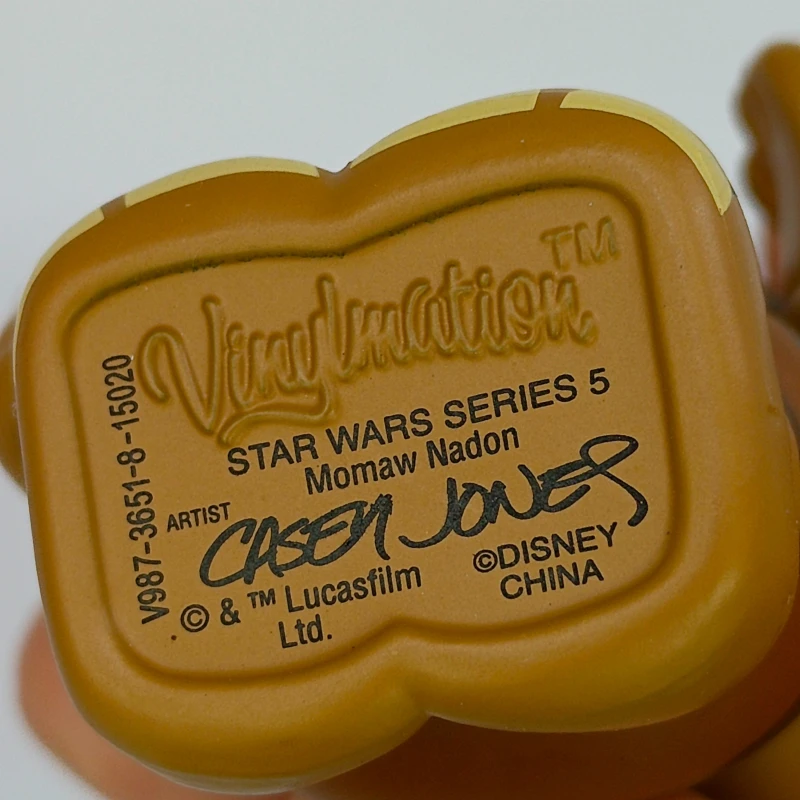 Vinylmation™
STAR WARS SERIES 5
Momaw Nadon
ARTIST CASEY JONES
©DISNEY
CHINA
© & ™ Lucasfilm
Ltd.
V987-3651-8-15020